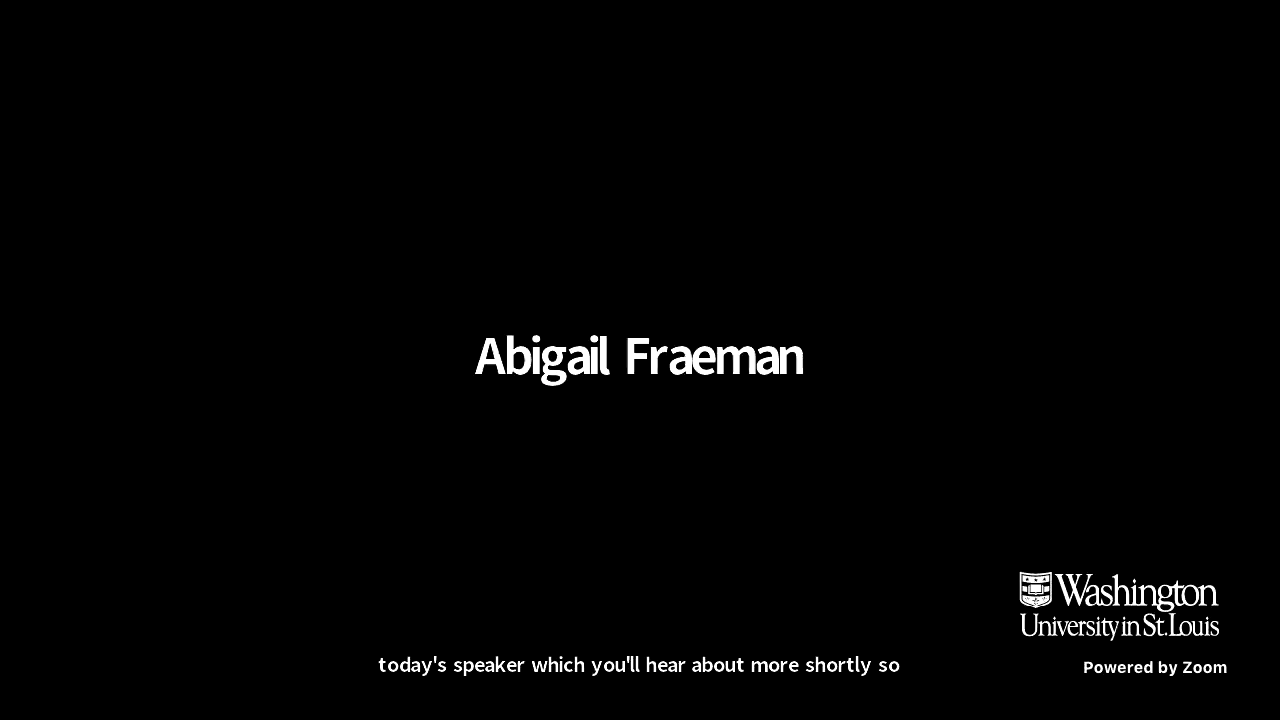 Abigail Fraeman
Washington
University in St. Louis
today's speaker which you'll hear about more shortly so
Powered by Zoom